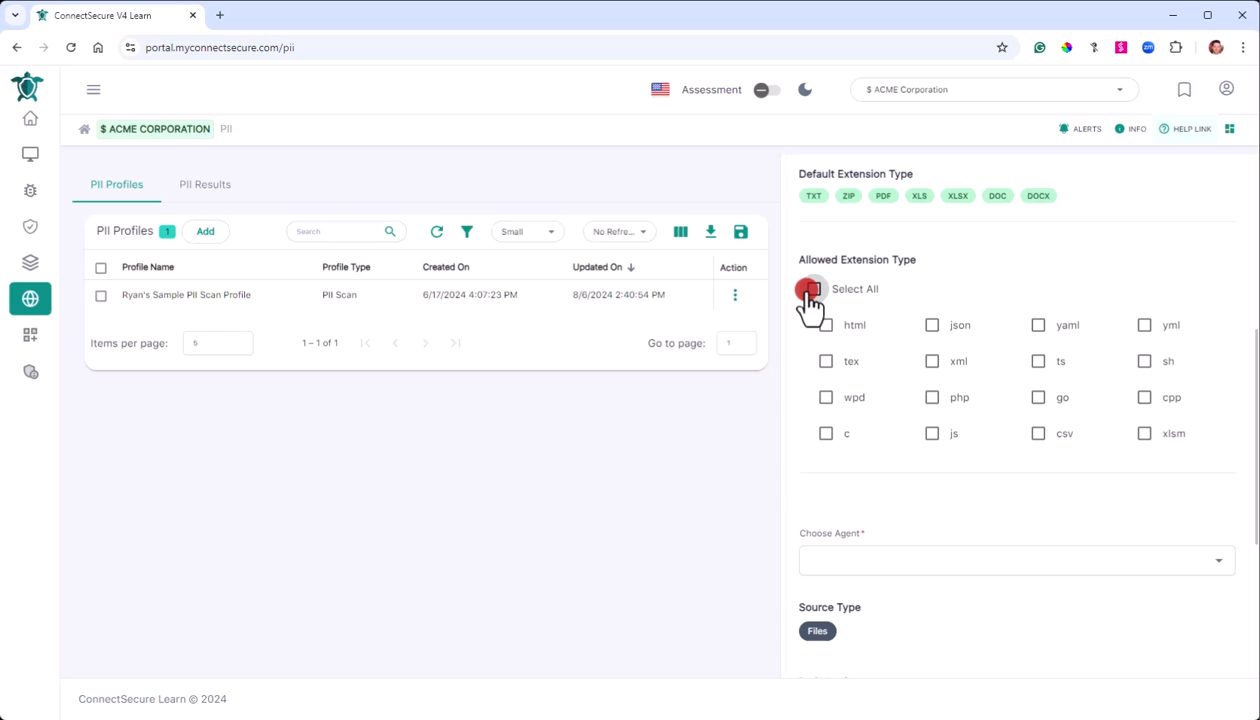 ConnectSecure V4 Learn
portal.myconnectsecure.com/pii
Assessment
$ ACME Corporation
$ ACME CORPORATION PII
ALERTS INFO HELP LINK
PII Profiles PII Results
PII Profiles 1 Add Search Small No Refre...
Profile Name Profile Type Created On Updated On Action
Ryan's Sample PII Scan Profile PII Scan 6/17/2024 4:07:23 PM 8/6/2024 2:40:54 PM
Items per page: 5 1 – 1 of 1 Go to page: 1
Default Extension Type
TXT ZIP PDF XLS XLSX DOC DOCX
Allowed Extension Type
Select All
html json yaml yml
tex xml ts sh
wpd php go cpp
c js csv xlsm
Choose Agent*
Source Type
Files
ConnectSecure Learn © 2024